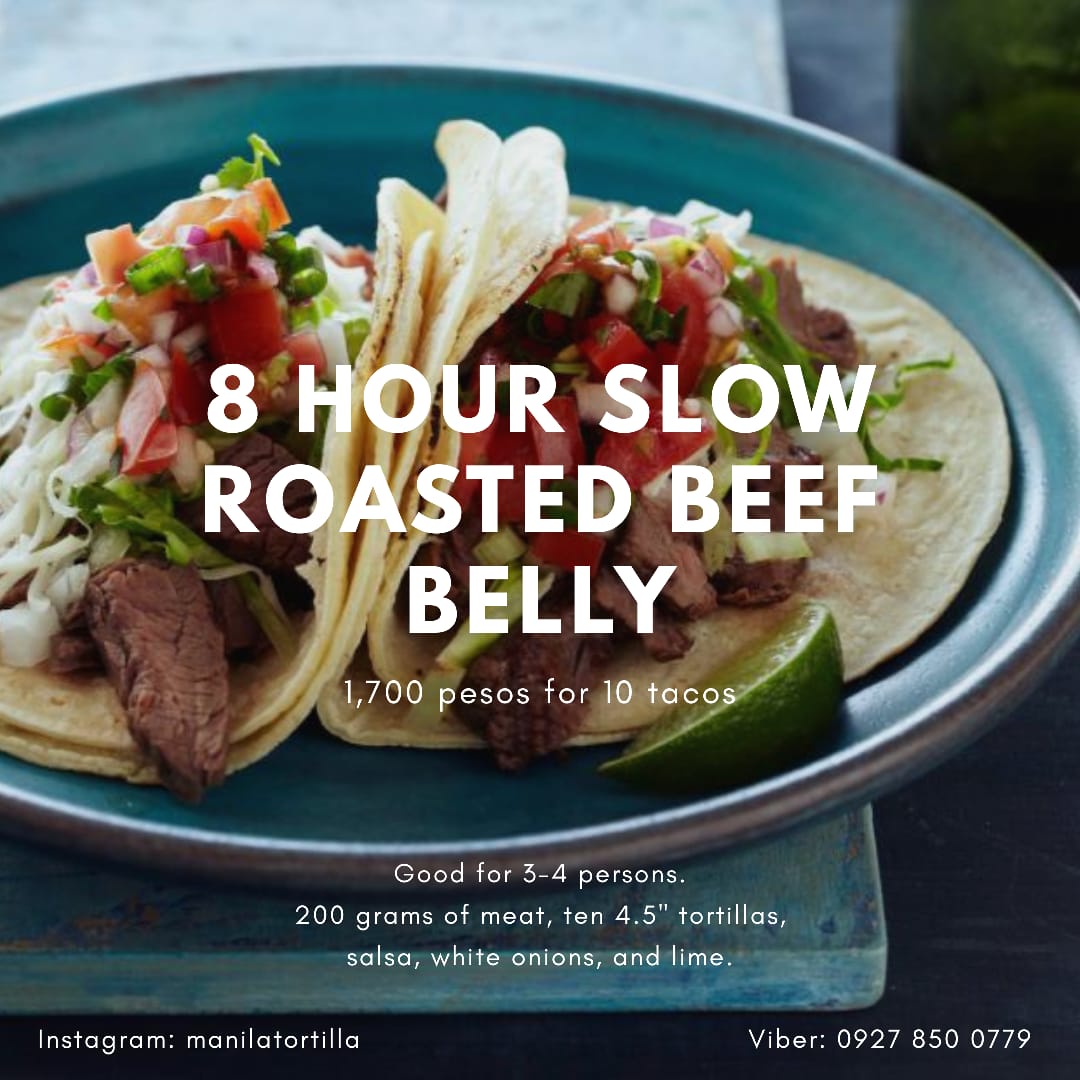 8 HOUR SLOW
ROASTED BEEF
BELLY
1,700 pesos for 10 tacos
Good for 3-4 persons.
200 grams of meat, ten 4.5" tortillas,
salsa, white onions, and lime.
Instagram: manilatortilla
Viber: 0927 850 0779